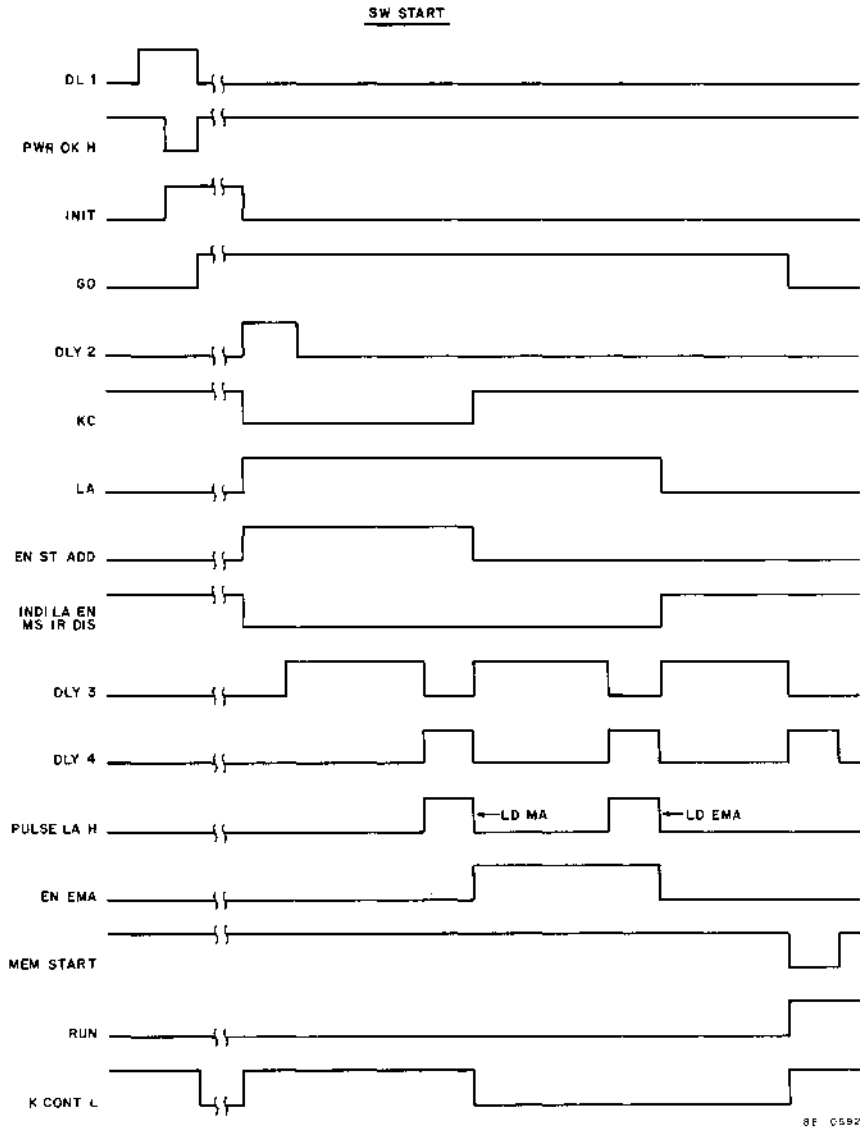 SW START
DL 1
PWR OK H
INIT
GO
DLY 2
KC
LA
EN ST ADD
INDI LA EN
MS IR DIS
DLY 3
DLY 4
PULSE LA H
LD MA
LD EMA
EN EMA
MEM START
RUN
K CONT L
8E 0592